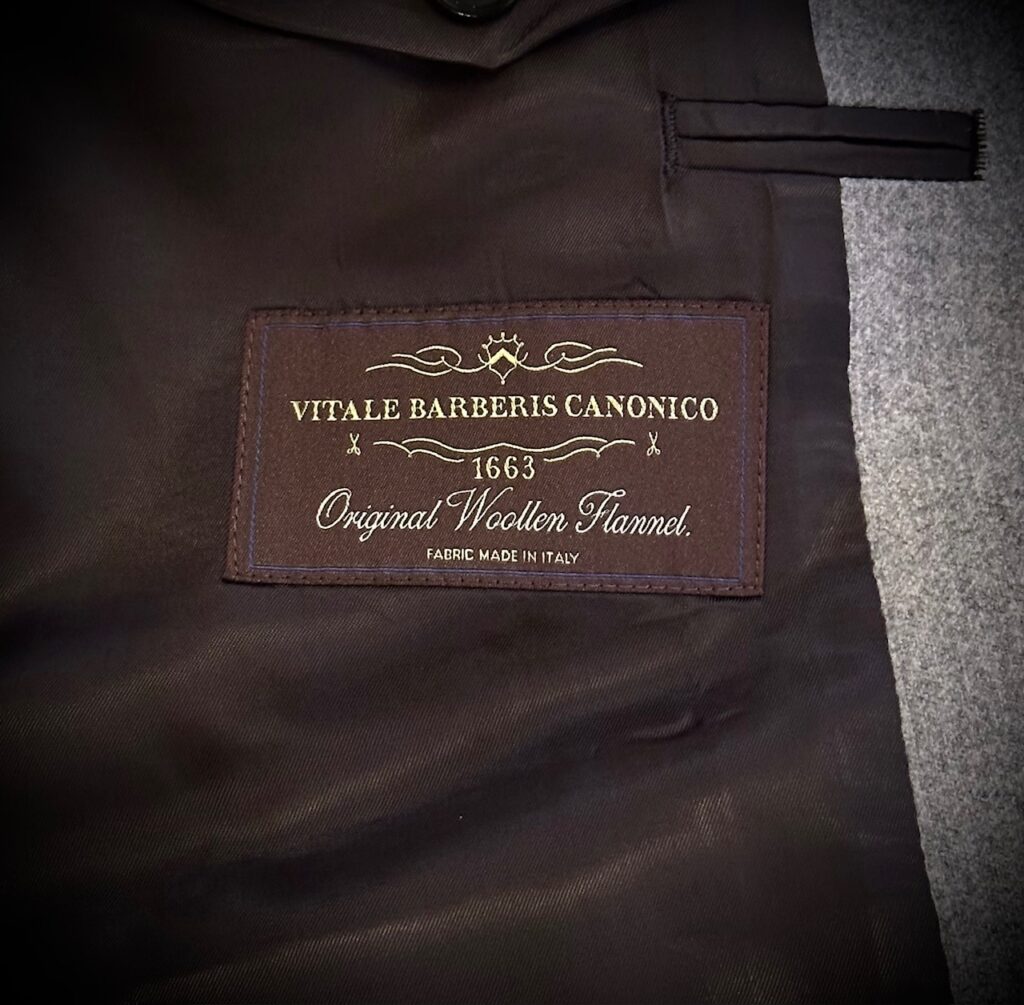 VITALE BARBERIS CANONICO
1663
Original Woollen Flannel.
FABRIC MADE IN ITALY